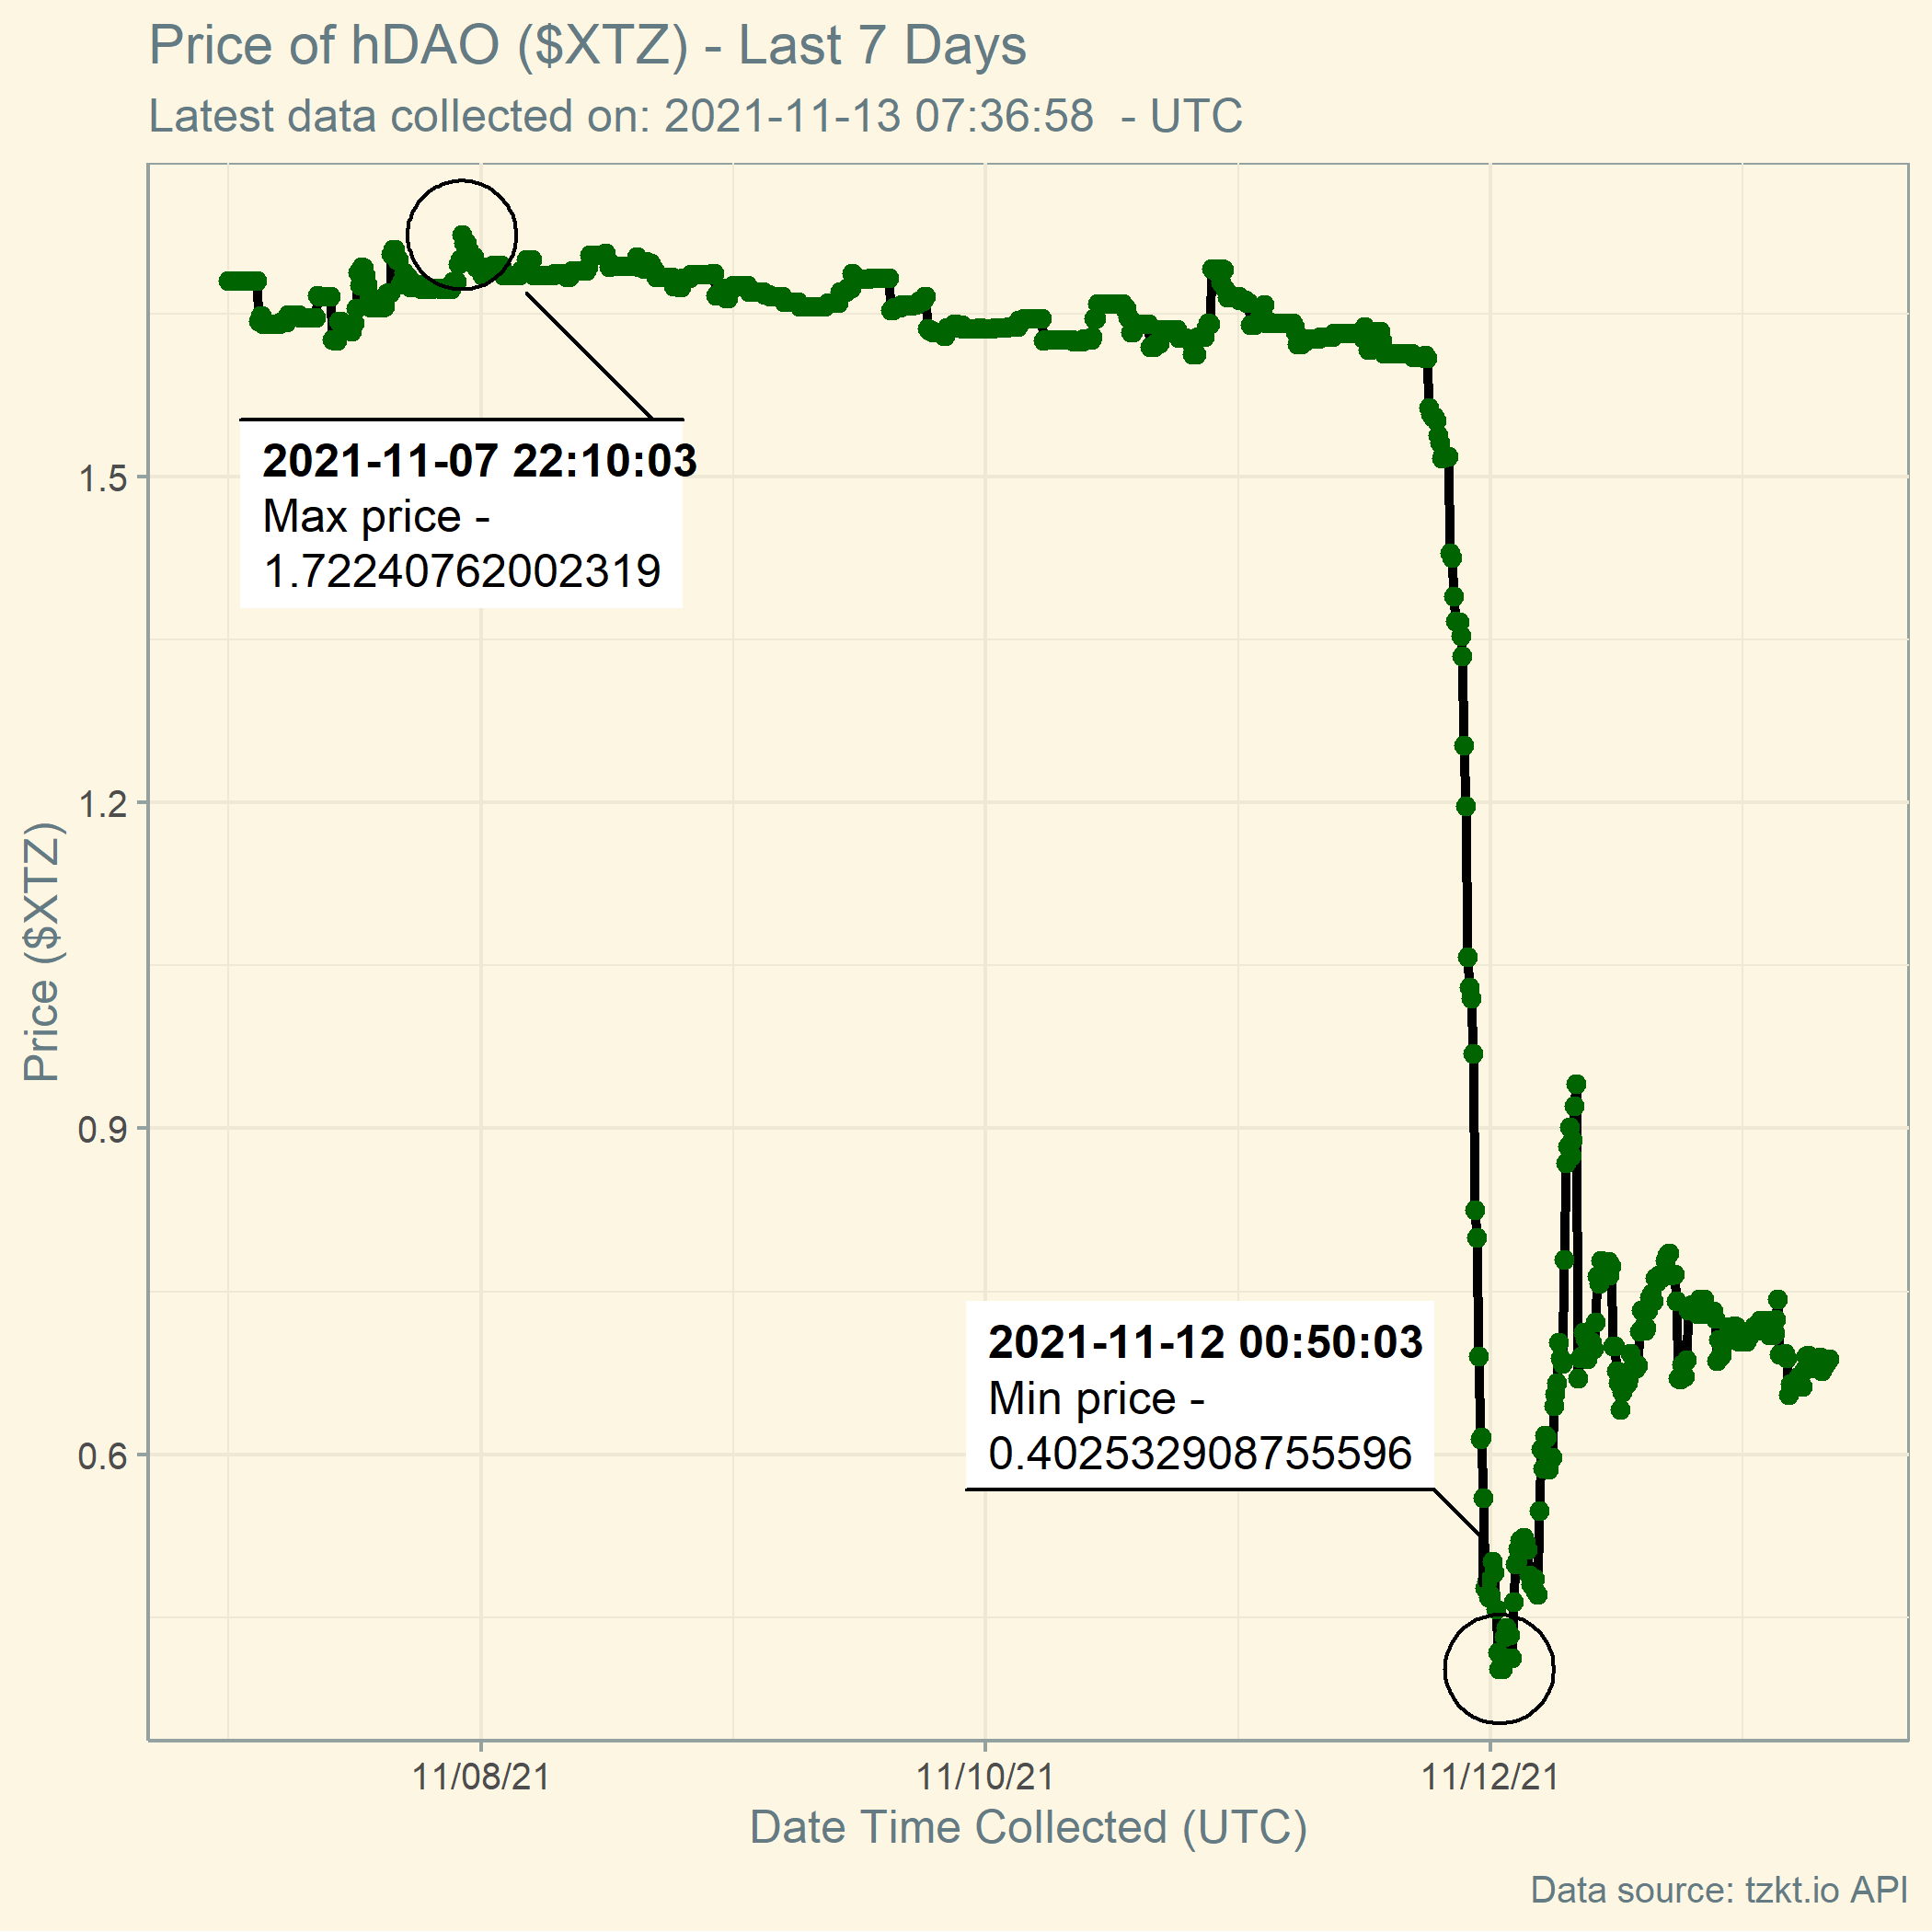 Price of hDAO ($XTZ) - Last 7 Days
Latest data collected on: 2021-11-13 07:36:58  - UTC
2021-11-07 22:10:03
Max price -
1.72240762002319
1.5
1.2
Price ($XTZ)
0.9
2021-11-12 00:50:03
Min price -
0.402532908755596
0.6
11/08/21
11/10/21
11/12/21
Date Time Collected (UTC)
Data source: tzkt.io API